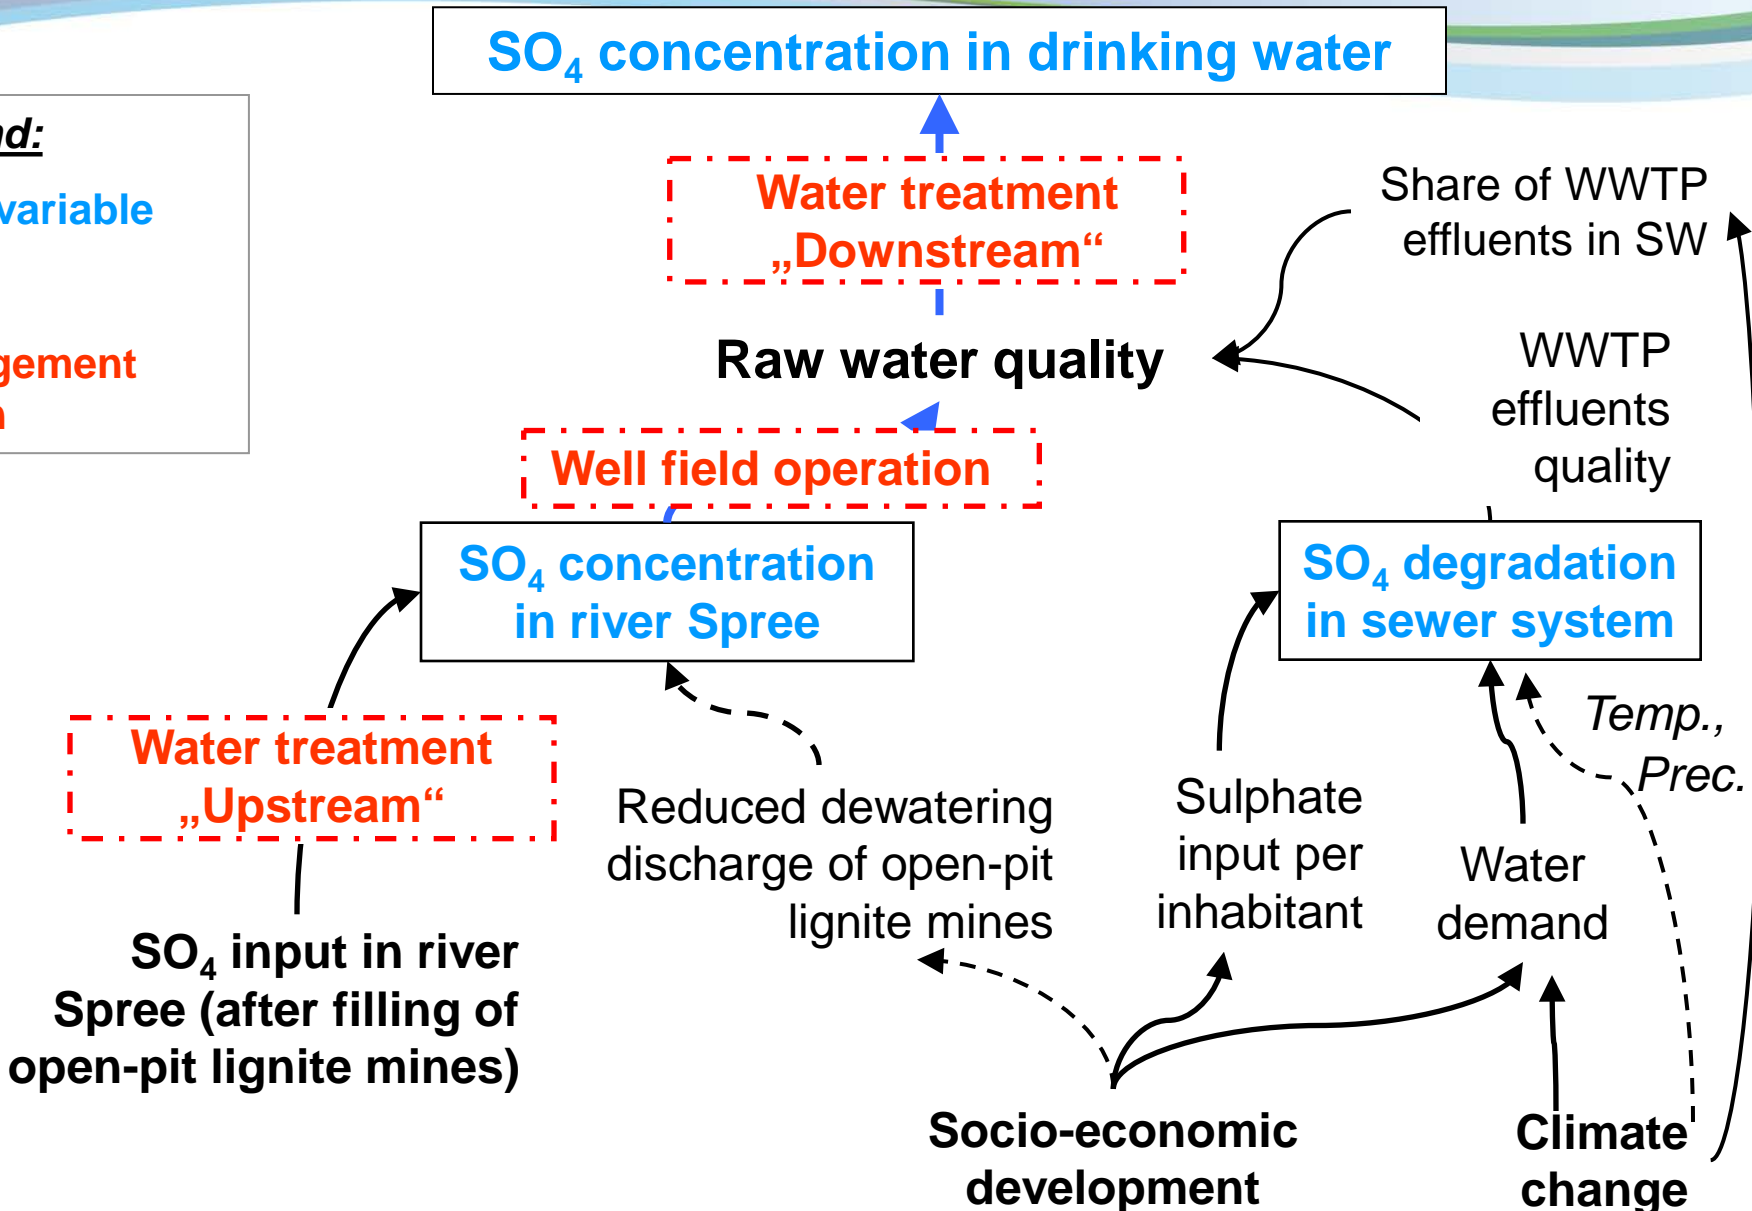 SO₄ concentration in drinking water
variable
Water treatment
„Downstream“
Share of WWTP
effluents in SW
Raw water quality
WWTP
effluents
quality
Well field operation
SO₄ concentration
in river Spree
SO₄ degradation
in sewer system
Temp.,
Prec.
Water treatment
„Upstream“
Reduced dewatering
discharge of open-pit
lignite mines
Sulphate
input per
inhabitant
Water
demand
SO₄ input in river
Spree (after filling of
open-pit lignite mines)
Socio-economic
development
Climate
change